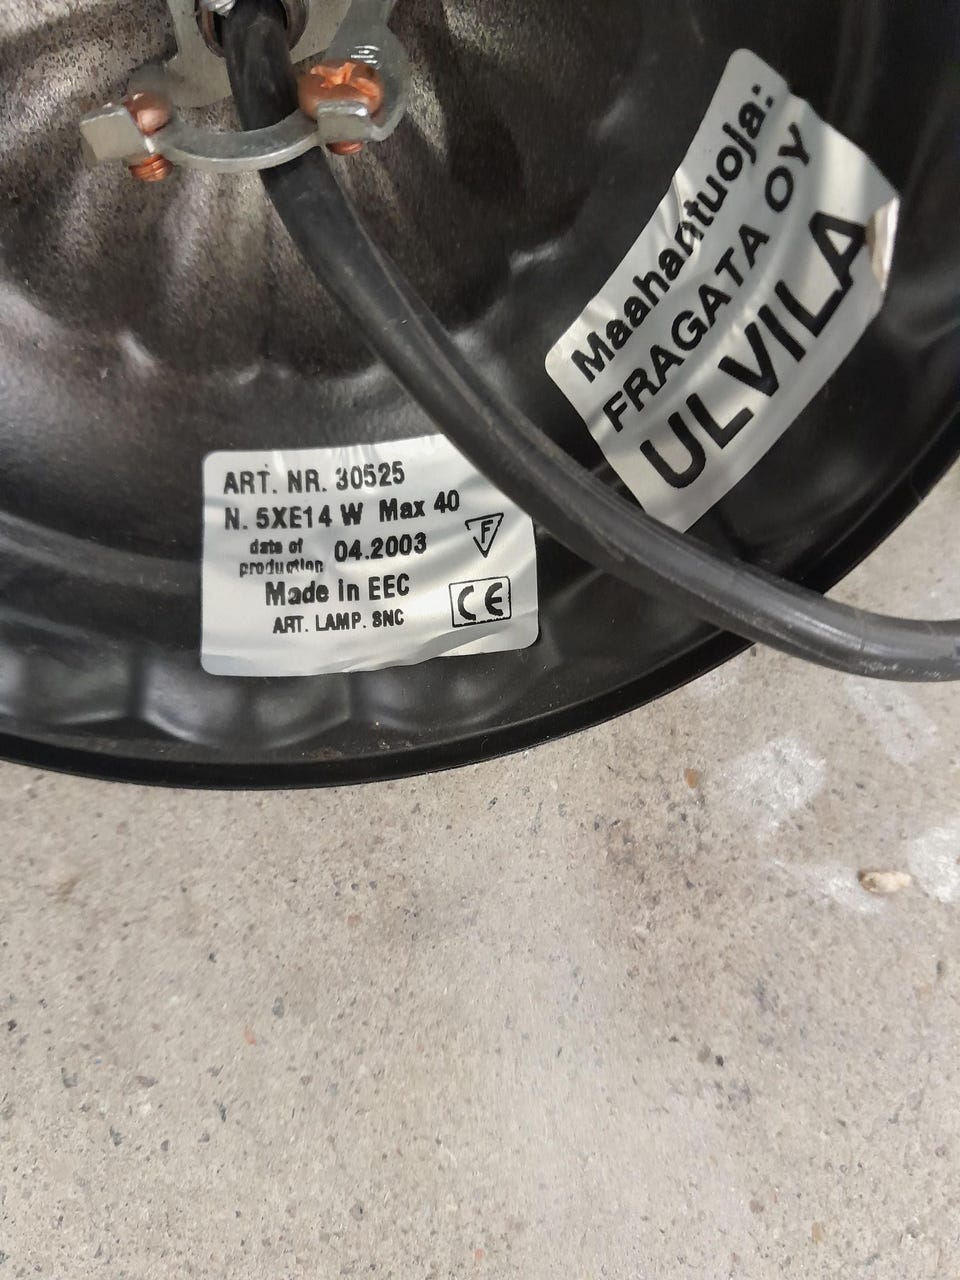 Maahantuoja:
FRAGATA OY
ULVILA
ART. NR. 30525
N. 5XE14 W Max 40
F
date of
production 04.2003
Made in EEC
ART. LAMP. SNC
CE